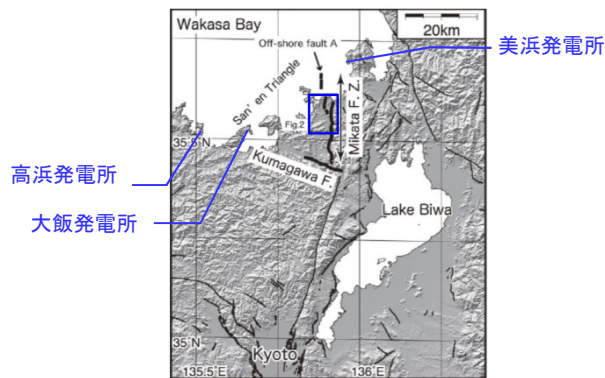 Wakasa Bay
20km
Off-shore fault A
美浜発電所
San'en Triangle
Mikata F. Z.
Fig.2
35.5 N
高浜発電所
Kumagawa F.
大飯発電所
Lake Biwa
35 N
Kyoto
135.5°E
136°E